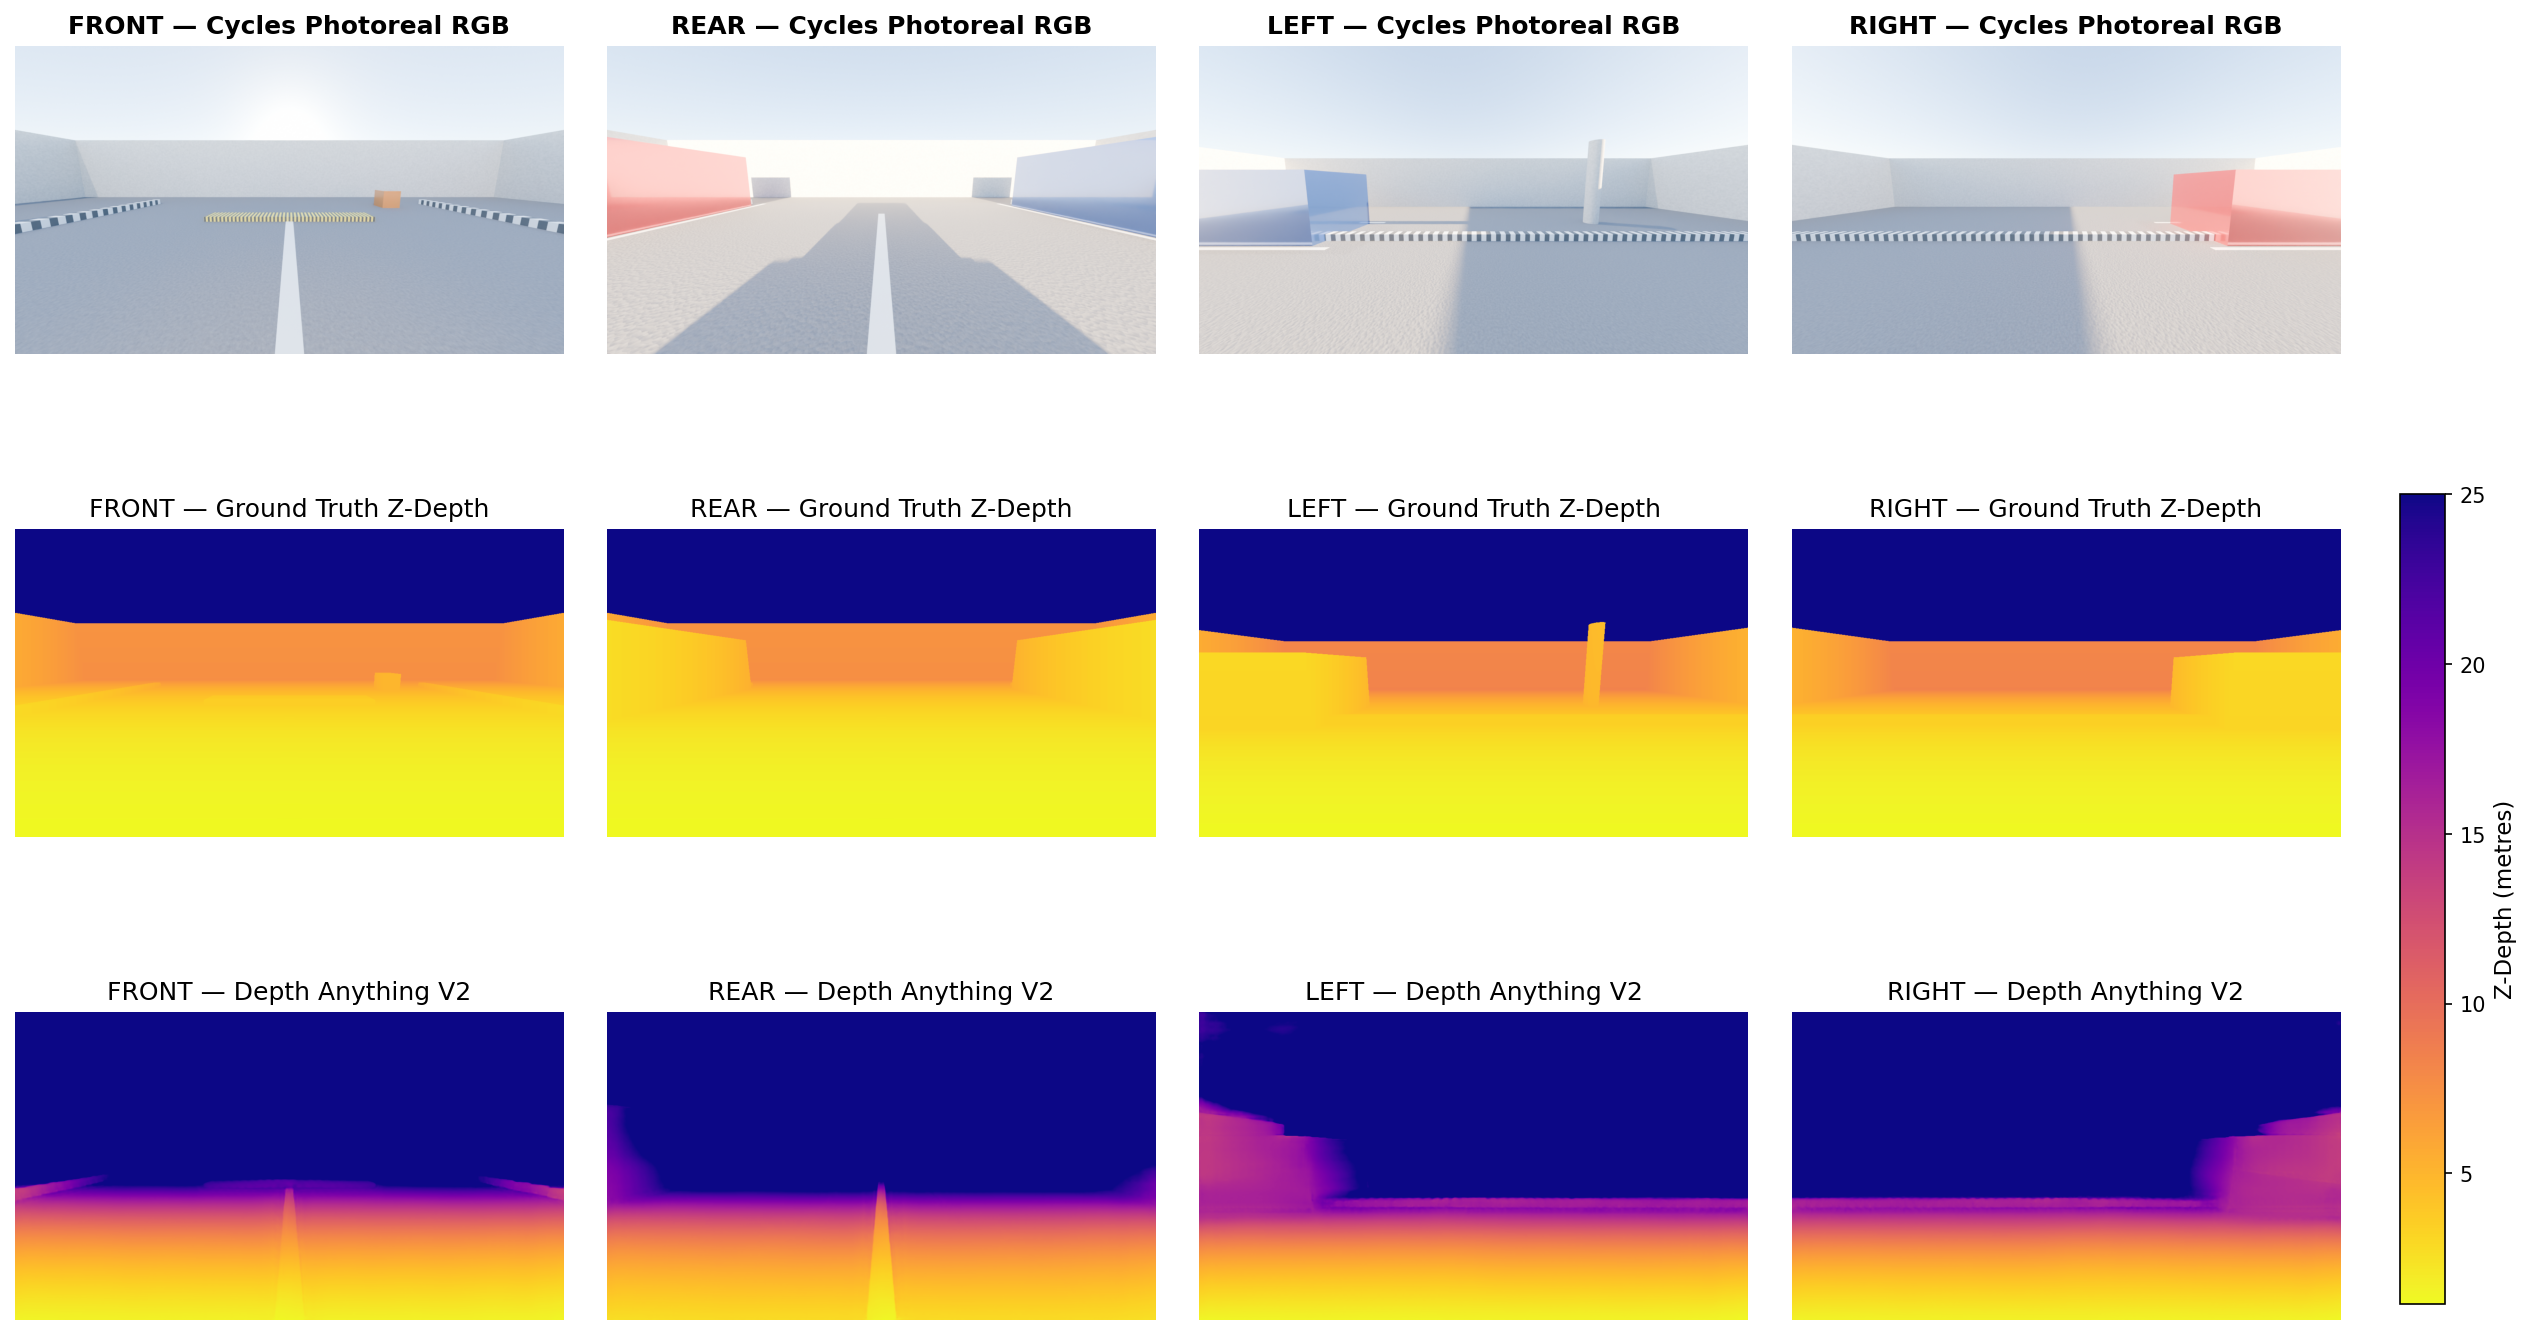 FRONT — Cycles Photoreal RGB
REAR — Cycles Photoreal RGB
LEFT — Cycles Photoreal RGB
RIGHT — Cycles Photoreal RGB
FRONT — Ground Truth Z-Depth
REAR — Ground Truth Z-Depth
LEFT — Ground Truth Z-Depth
RIGHT — Ground Truth Z-Depth
25
20
15
10
5
Z-Depth (metres)
FRONT — Depth Anything V2
REAR — Depth Anything V2
LEFT — Depth Anything V2
RIGHT — Depth Anything V2